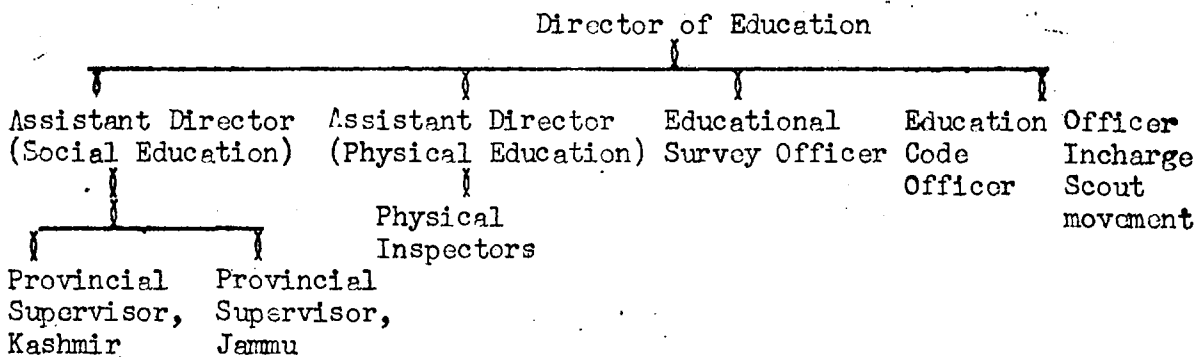 Director of Education
Assistant Director
(Social Education)
Assistant Director
(Physical Education)
Educational
Survey Officer
Education
Code
Officer
Officer
Incharge
Scout
movement
Physical
Inspectors
Provincial
Supervisor,
Kashmir
Provincial
Supervisor,
Jammu